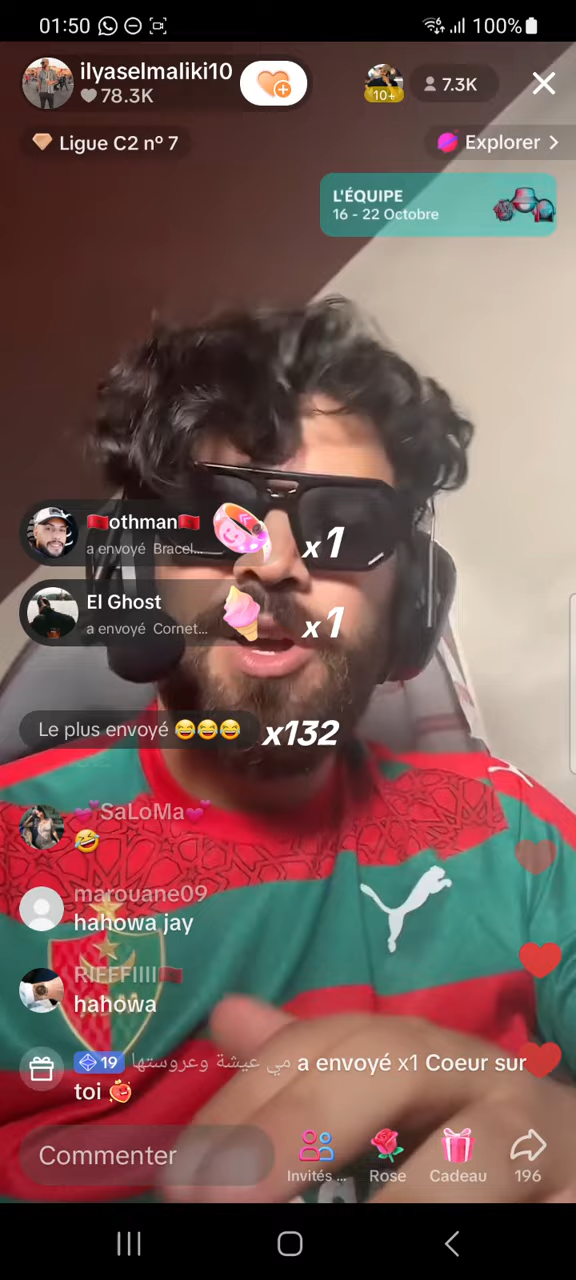 01:50
100%
ilyaselmaliki10
78.3K
10+
7.3K
Ligue C2 nº 7
Explorer
L'ÉQUIPE
16 - 22 Octobre
othman
a envoyé Bracel...
x1
El Ghost
a envoyé Cornet...
x1
Le plus envoyé 😂😂😂 x132
💕SaLoMa💕
🤣
marouane09
hahowa jay
RIFFFIIII🇲🇦
hahowa
19 مي عيشة وعروستها a envoyé x1 Coeur sur
toi
Commenter
Invités ...
Rose
Cadeau
196